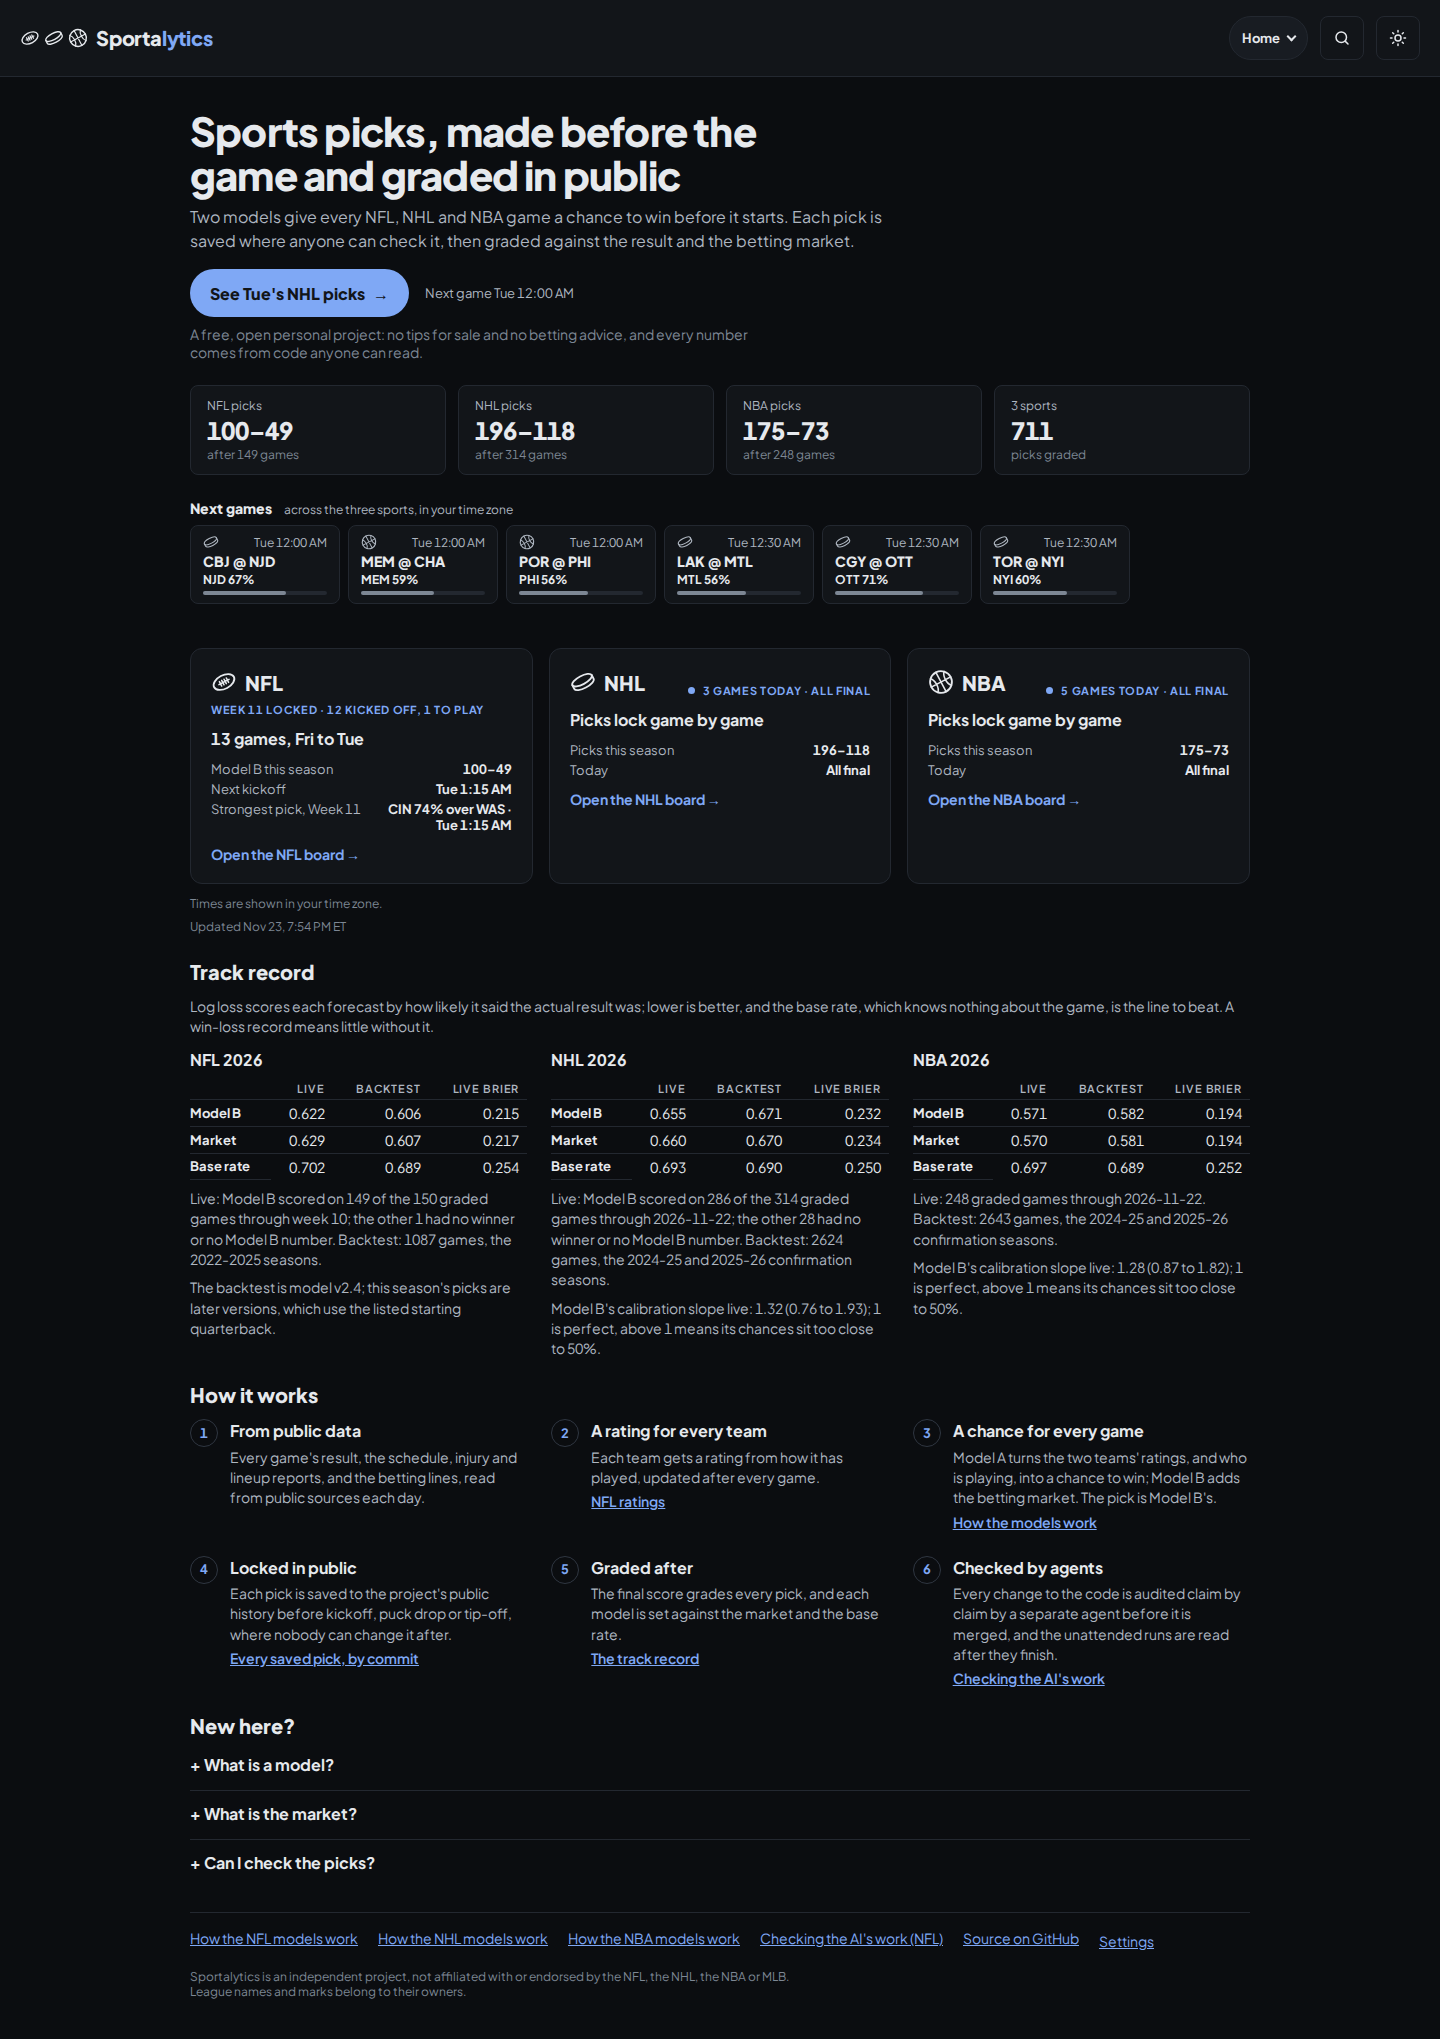 Sportalytics
Home
Sports picks, made before the
game and graded in public
Two models give every NFL, NHL and NBA game a chance to win before it starts. Each pick is
saved where anyone can check it, then graded against the result and the betting market.
See Tue's NHL picks →
Next game Tue 12:00 AM
A free, open personal project: no tips for sale and no betting advice, and every number
comes from code anyone can read.
NFL picks
100–49
after 149 games
NHL picks
196–118
after 314 games
NBA picks
175–73
after 248 games
3 sports
711
picks graded
Next games across the three sports, in your time zone
Tue 12:00 AM
CBJ @ NJD
NJD 67%
Tue 12:00 AM
MEM @ CHA
MEM 59%
Tue 12:00 AM
POR @ PHI
PHI 56%
Tue 12:30 AM
LAK @ MTL
MTL 56%
Tue 12:30 AM
CGY @ OTT
OTT 71%
Tue 12:30 AM
TOR @ NYI
NYI 60%
NFL
WEEK 11 LOCKED · 12 KICKED OFF, 1 TO PLAY
13 games, Fri to Tue
Model B this season 100–49
Next kickoff Tue 1:15 AM
Strongest pick, Week 11 CIN 74% over WAS ·
Tue 1:15 AM
Open the NFL board →
NHL
3 GAMES TODAY · ALL FINAL
Picks lock game by game
Picks this season 196–118
Today All final
Open the NHL board →
NBA
5 GAMES TODAY · ALL FINAL
Picks lock game by game
Picks this season 175–73
Today All final
Open the NBA board →
Times are shown in your time zone.
Updated Nov 23, 7:54 PM ET
Track record
Log loss scores each forecast by how likely it said the actual result was; lower is better, and the base rate, which knows nothing about the game, is the line to beat. A
win-loss record means little without it.
NFL 2026
LIVE BACKTEST LIVE BRIER
Model B 0.622 0.606 0.215
Market 0.629 0.607 0.217
Base rate 0.702 0.689 0.254
Live: Model B scored on 149 of the 150 graded
games through week 10; the other 1 had no winner
or no Model B number. Backtest: 1087 games, the
2022-2025 seasons.
The backtest is model v2.4; this season's picks are
later versions, which use the listed starting
quarterback.
NHL 2026
LIVE BACKTEST LIVE BRIER
Model B 0.655 0.671 0.232
Market 0.660 0.670 0.234
Base rate 0.693 0.690 0.250
Live: Model B scored on 286 of the 314 graded
games through 2026-11-22; the other 28 had no
winner or no Model B number. Backtest: 2624
games, the 2024-25 and 2025-26 confirmation
seasons.
Model B's calibration slope live: 1.32 (0.76 to 1.93); 1
is perfect, above 1 means its chances sit too close
to 50%.
NBA 2026
LIVE BACKTEST LIVE BRIER
Model B 0.571 0.582 0.194
Market 0.570 0.581 0.194
Base rate 0.697 0.689 0.252
Live: 248 graded games through 2026-11-22.
Backtest: 2643 games, the 2024-25 and 2025-26
confirmation seasons.
Model B's calibration slope live: 1.28 (0.87 to 1.82); 1
is perfect, above 1 means its chances sit too close
to 50%.
How it works
1 From public data
Every game's result, the schedule, injury and
lineup reports, and the betting lines, read
from public sources each day.
2 A rating for every team
Each team gets a rating from how it has
played, updated after every game.
NFL ratings
3 A chance for every game
Model A turns the two teams' ratings, and who
is playing, into a chance to win; Model B adds
the betting market. The pick is Model B's.
How the models work
4 Locked in public
Each pick is saved to the project's public
history before kickoff, puck drop or tip-off,
where nobody can change it after.
Every saved pick, by commit
5 Graded after
The final score grades every pick, and each
model is set against the market and the base
rate.
The track record
6 Checked by agents
Every change to the code is audited claim by
claim by a separate agent before it is
merged, and the unattended runs are read
after they finish.
Checking the AI's work
New here?
+ What is a model?
+ What is the market?
+ Can I check the picks?
How the NFL models work How the NHL models work How the NBA models work Checking the AI's work (NFL) Source on GitHub Settings
Sportalytics is an independent project, not affiliated with or endorsed by the NFL, the NHL, the NBA or MLB.
League names and marks belong to their owners.